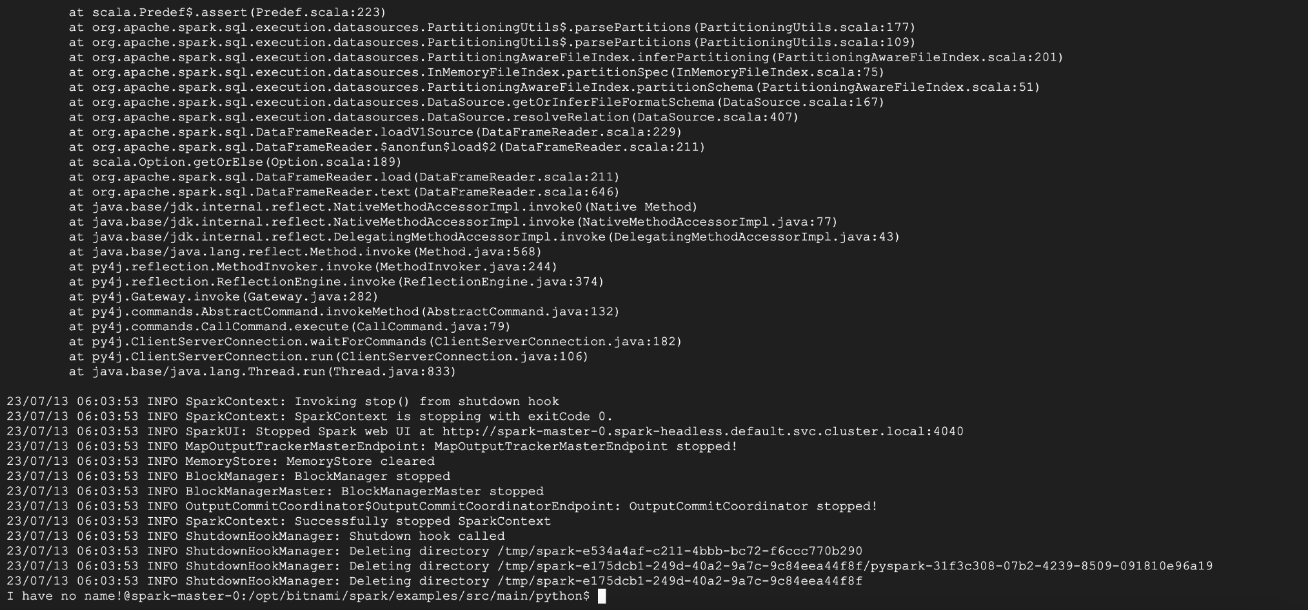 at scala.Predef$.assert(Predef.scala:223)
at org.apache.spark.sql.execution.datasources.PartitioningUtils$.parsePartitions(PartitioningUtils.scala:177)
at org.apache.spark.sql.execution.datasources.PartitioningUtils$.parsePartitions(PartitioningUtils.scala:109)
at org.apache.spark.sql.execution.datasources.PartitioningAwareFileIndex.inferPartitioning(PartitioningAwareFileIndex.scala:201)
at org.apache.spark.sql.execution.datasources.InMemoryFileIndex.partitionSpec(InMemoryFileIndex.scala:75)
at org.apache.spark.sql.execution.datasources.PartitioningAwareFileIndex.partitionSchema(PartitioningAwareFileIndex.scala:51)
at org.apache.spark.sql.execution.datasources.DataSource.getOrInferFileFormatSchema(DataSource.scala:167)
at org.apache.spark.sql.execution.datasources.DataSource.resolveRelation(DataSource.scala:407)
at org.apache.spark.sql.DataFrameReader.loadV1Source(DataFrameReader.scala:229)
at org.apache.spark.sql.DataFrameReader.$anonfun$load$2(DataFrameReader.scala:211)
at scala.Option.getOrElse(Option.scala:189)
at org.apache.spark.sql.DataFrameReader.load(DataFrameReader.scala:211)
at org.apache.spark.sql.DataFrameReader.text(DataFrameReader.scala:646)
at java.base/jdk.internal.reflect.NativeMethodAccessorImpl.invoke0(Native Method)
at java.base/jdk.internal.reflect.NativeMethodAccessorImpl.invoke(NativeMethodAccessorImpl.java:77)
at java.base/jdk.internal.reflect.DelegatingMethodAccessorImpl.invoke(DelegatingMethodAccessorImpl.java:43)
at java.base/java.lang.reflect.Method.invoke(Method.java:568)
at py4j.reflection.MethodInvoker.invoke(MethodInvoker.java:244)
at py4j.reflection.ReflectionEngine.invoke(ReflectionEngine.java:374)
at py4j.Gateway.invoke(Gateway.java:282)
at py4j.commands.AbstractCommand.invokeMethod(AbstractCommand.java:132)
at py4j.commands.CallCommand.execute(CallCommand.java:79)
at py4j.ClientServerConnection.waitForCommands(ClientServerConnection.java:182)
at py4j.ClientServerConnection.run(ClientServerConnection.java:106)
at java.base/java.lang.Thread.run(Thread.java:833)
23/07/13 06:03:53 INFO SparkContext: Invoking stop() from shutdown hook
23/07/13 06:03:53 INFO SparkContext: SparkContext is stopping with exitCode 0.
23/07/13 06:03:53 INFO SparkUI: Stopped Spark web UI at http://spark-master-0.spark-headless.default.svc.cluster.local:4040
23/07/13 06:03:53 INFO MapOutputTrackerMasterEndpoint: MapOutputTrackerMasterEndpoint stopped!
23/07/13 06:03:53 INFO MemoryStore: MemoryStore cleared
23/07/13 06:03:53 INFO BlockManager: BlockManager stopped
23/07/13 06:03:53 INFO BlockManagerMaster: BlockManagerMaster stopped
23/07/13 06:03:53 INFO OutputCommitCoordinator$OutputCommitCoordinatorEndpoint: OutputCommitCoordinator stopped!
23/07/13 06:03:53 INFO SparkContext: Successfully stopped SparkContext
23/07/13 06:03:53 INFO ShutdownHookManager: Shutdown hook called
23/07/13 06:03:53 INFO ShutdownHookManager: Deleting directory /tmp/spark-e534a4af-c211-4bbb-bc72-f6ccc770b290
23/07/13 06:03:53 INFO ShutdownHookManager: Deleting directory /tmp/spark-e175dcb1-249d-40a2-9a7c-9c84eea44f8f/pyspark-31f3c308-07b2-4239-8509-091810e96a19
23/07/13 06:03:53 INFO ShutdownHookManager: Deleting directory /tmp/spark-e175dcb1-249d-40a2-9a7c-9c84eea44f8f
I have no name!@spark-master-0:/opt/bitnami/spark/examples/src/main/python$